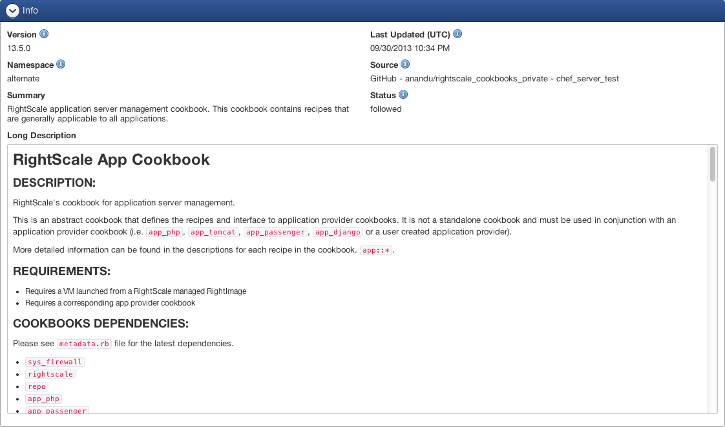 Info
Version
13.5.0
Last Updated (UTC)
09/30/2013 10:34 PM
Namespace
alternate
Source
GitHub - anandu/rightscale_cookbooks_private - chef_server_test
Summary
RightScale application server management cookbook. This cookbook contains recipes that
are generally applicable to all applications.
Status
followed
Long Description
RightScale App Cookbook
DESCRIPTION:
RightScale's cookbook for application server management.
This is an abstract cookbook that defines the recipes and interface to application provider cookbooks. It is not a standalone cookbook and must be used in conjunction with an
application provider cookbook (i.e. app_php, app_tomcat, app_passenger, app_django or a user created application provider).
More detailed information can be found in the descriptions for each recipe in the cookbook. app::*.
REQUIREMENTS:
• Requires a VM launched from a RightScale managed RightImage
• Requires a corresponding app provider cookbook
COOKBOOKS DEPENDENCIES:
Please see metadata.rb file for the latest dependencies.
• sys_firewall
• rightscale
• repo
• app_php
• app_passenger